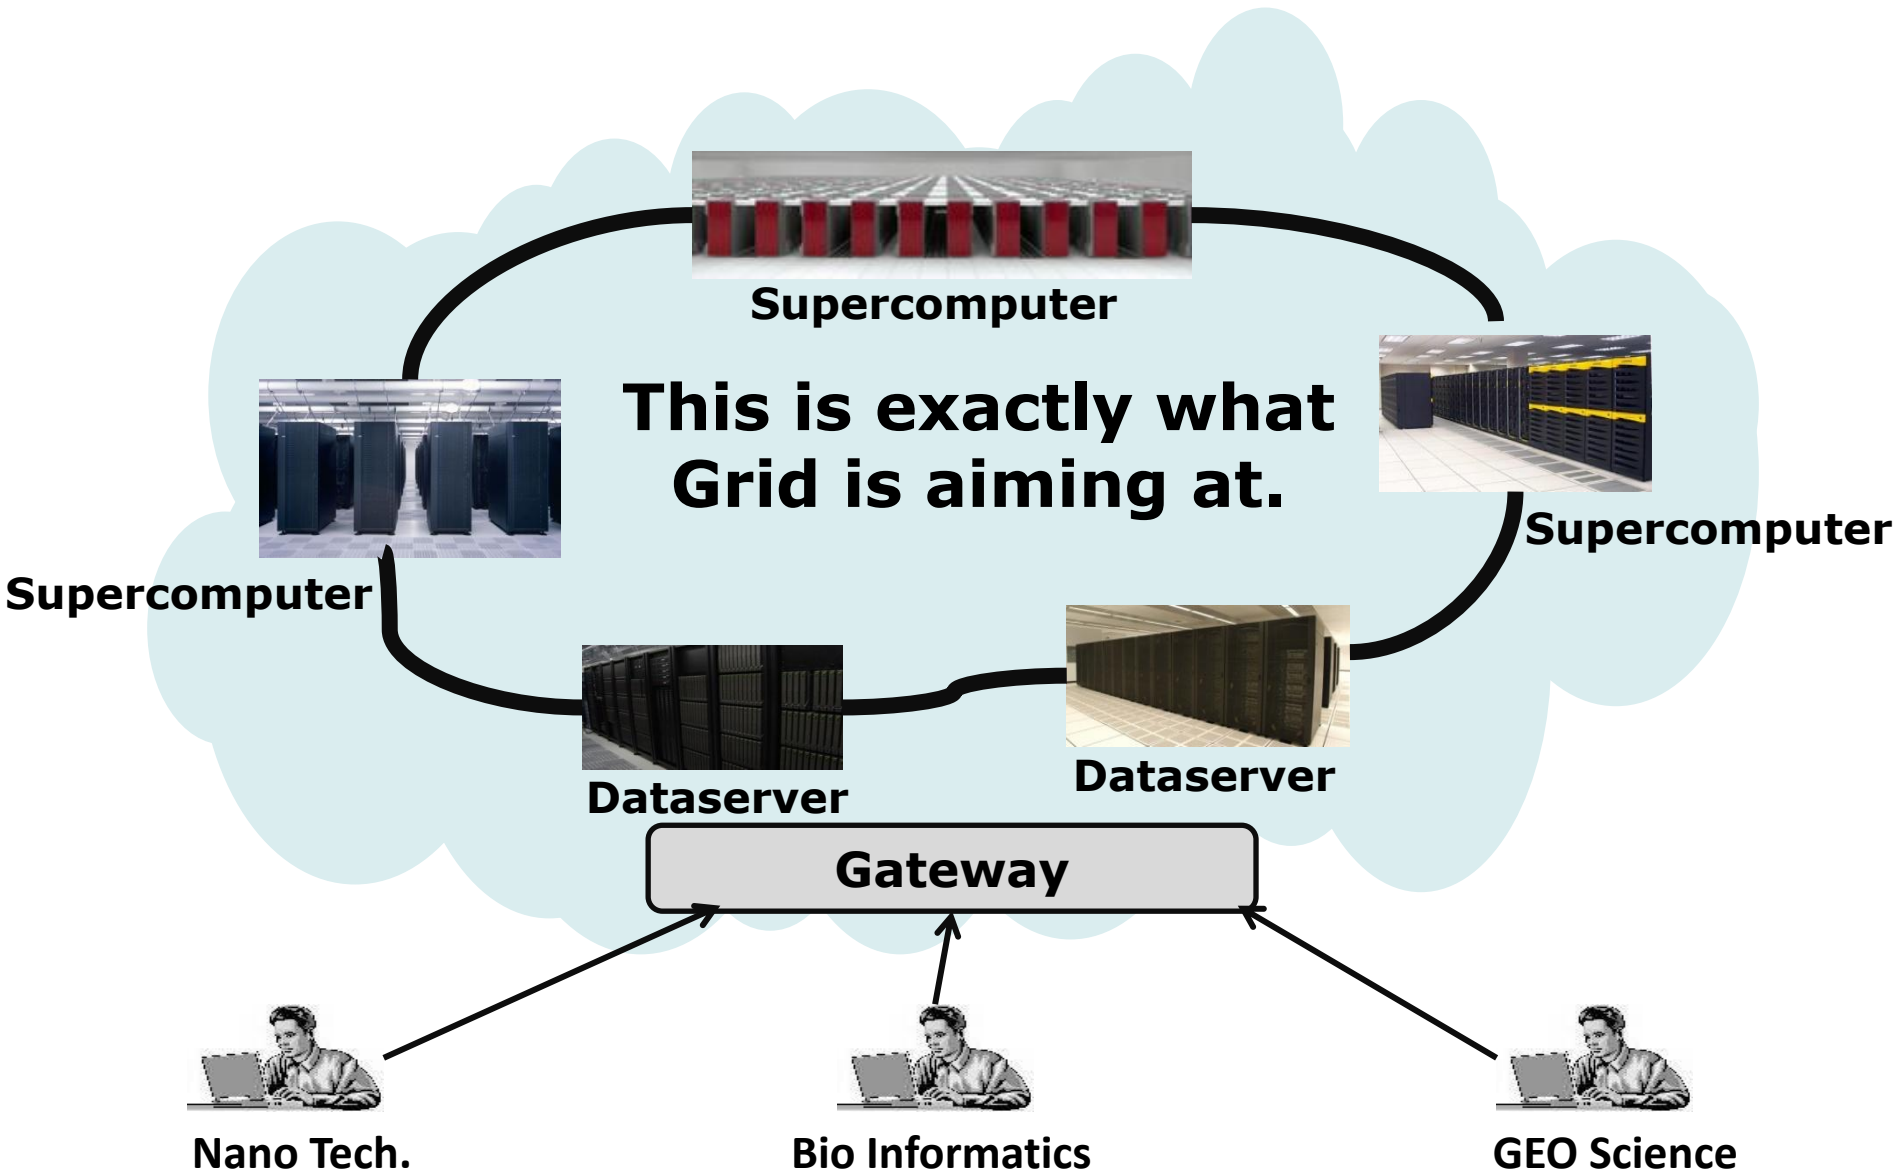 Supercomputer
This is exactly what
Grid is aiming at.
Supercomputer
Supercomputer
Dataserver
Dataserver
Gateway
Nano Tech.
Bio Informatics
GEO Science